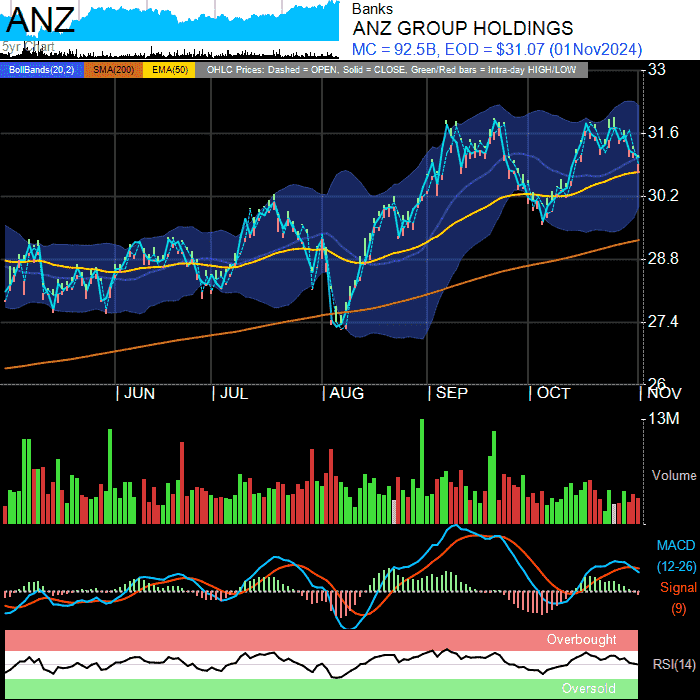 ANZ
5yr Chart
Banks
ANZ GROUP HOLDINGS
MC = 92.5B, EOD = $31.07 (01Nov2024)
BollBands(20,2) SMA(200) EMA(50) OHLC Prices: Dashed = OPEN, Solid = CLOSE, Green/Red bars = Intra-day HIGH/LOW
33
31.6
30.2
28.8
27.4
26
| JUN | JUL | AUG | SEP | OCT | NOV
13M
Volume
MACD
(12-26)
Signal
(9)
Overbought
RSI(14)
Oversold